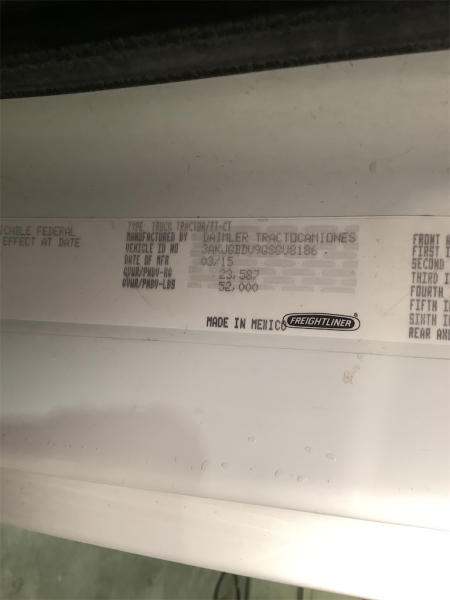 ICABLE FEDERAL
EFFECT AT DATE
TYPE: TRUCK TRACTOR/TT-CT
MANUFACTURED BY DAIMLER TRACTOCAMIONES
VEHICLE ID NO 3AKJGBDV9GSGV8186
DATE OF MFR 03/15
GVWR/PNBV-KG 23,587
GVWR/PNBV-LBS 52,000
MADE IN MEXICO FREIGHTLINER
FRONT A
FIRST I
SECOND
THIRD I
FOURTH
FIFTH I
SIXTH I
REAR AX